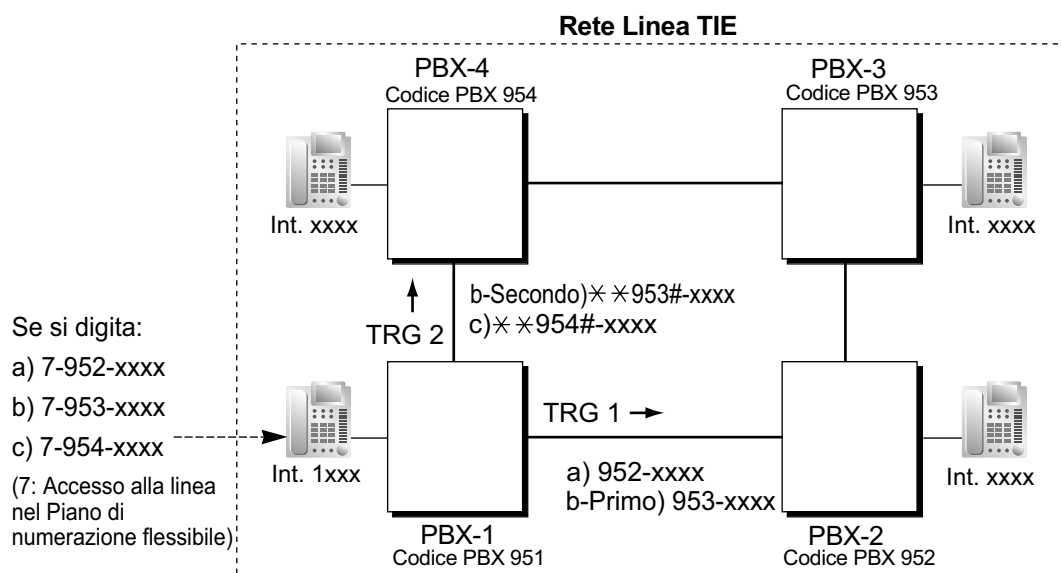 Rete Linea TIE
PBX-4
Codice PBX 954
PBX-3
Codice PBX 953
Int. xxxx
Int. xxxx
TRG 2
b-Secondo)✳✳953#-xxxx
c)✳✳954#-xxxx
Se si digita:
a) 7-952-xxxx
b) 7-953-xxxx
c) 7-954-xxxx
(7: Accesso alla linea
nel Piano di
numerazione flessibile)
Int. 1xxx
TRG 1
a) 952-xxxx
b-Primo) 953-xxxx
Int. xxxx
PBX-1
Codice PBX 951
PBX-2
Codice PBX 952